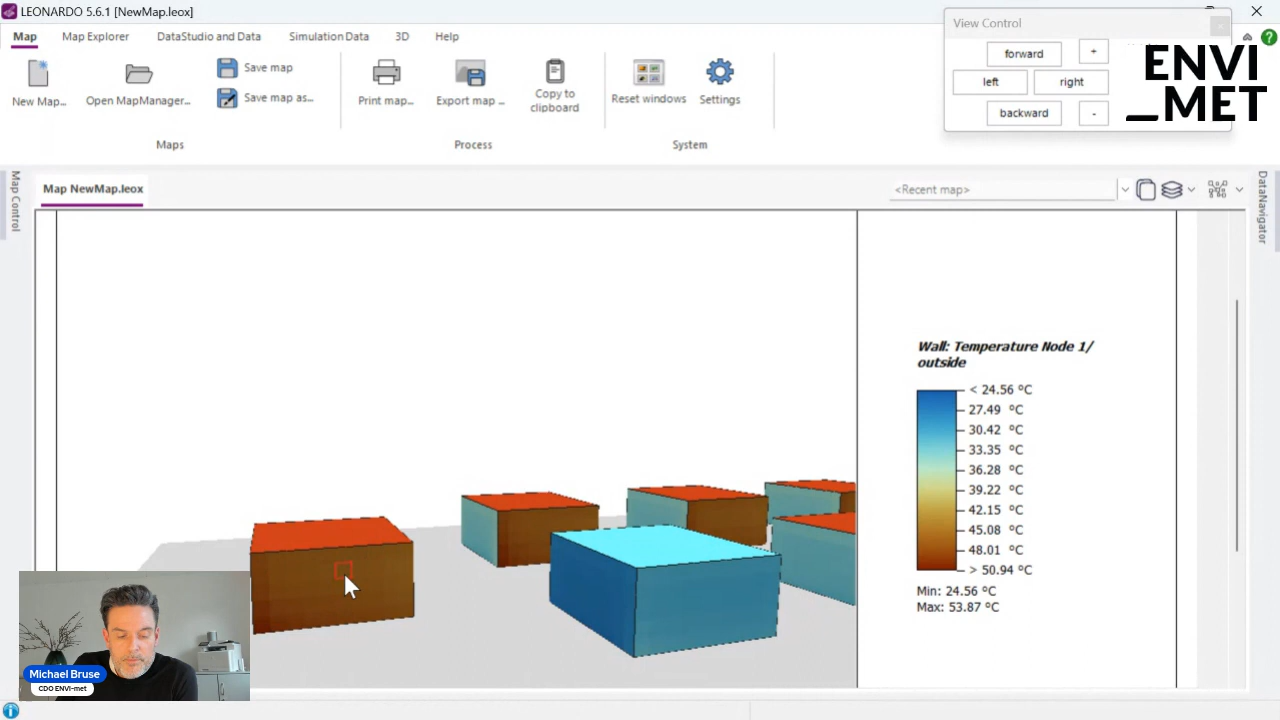 LEONARDO 5.6.1 [NewMap.leox]
Map
Map Explorer
DataStudio and Data
Simulation Data
3D
Help
New Map...
Open MapManager...
Save map
Save map as...
Maps
Print map...
Export map ...
Copy to
clipboard
Process
Reset windows
Settings
System
View Control
forward
+
left
right
backward
-
ENVI
_MET
Map Control
Map NewMap.leox
<Recent map>
DataNavigator
Wall: Temperature Node 1/
outside
< 24.56 °C
27.49 °C
30.42 °C
33.35 °C
36.28 °C
39.22 °C
42.15 °C
45.08 °C
48.01 °C
> 50.94 °C
Min: 24.56 °C
Max: 53.87 °C
Michael Bruse
CDO ENVI-met